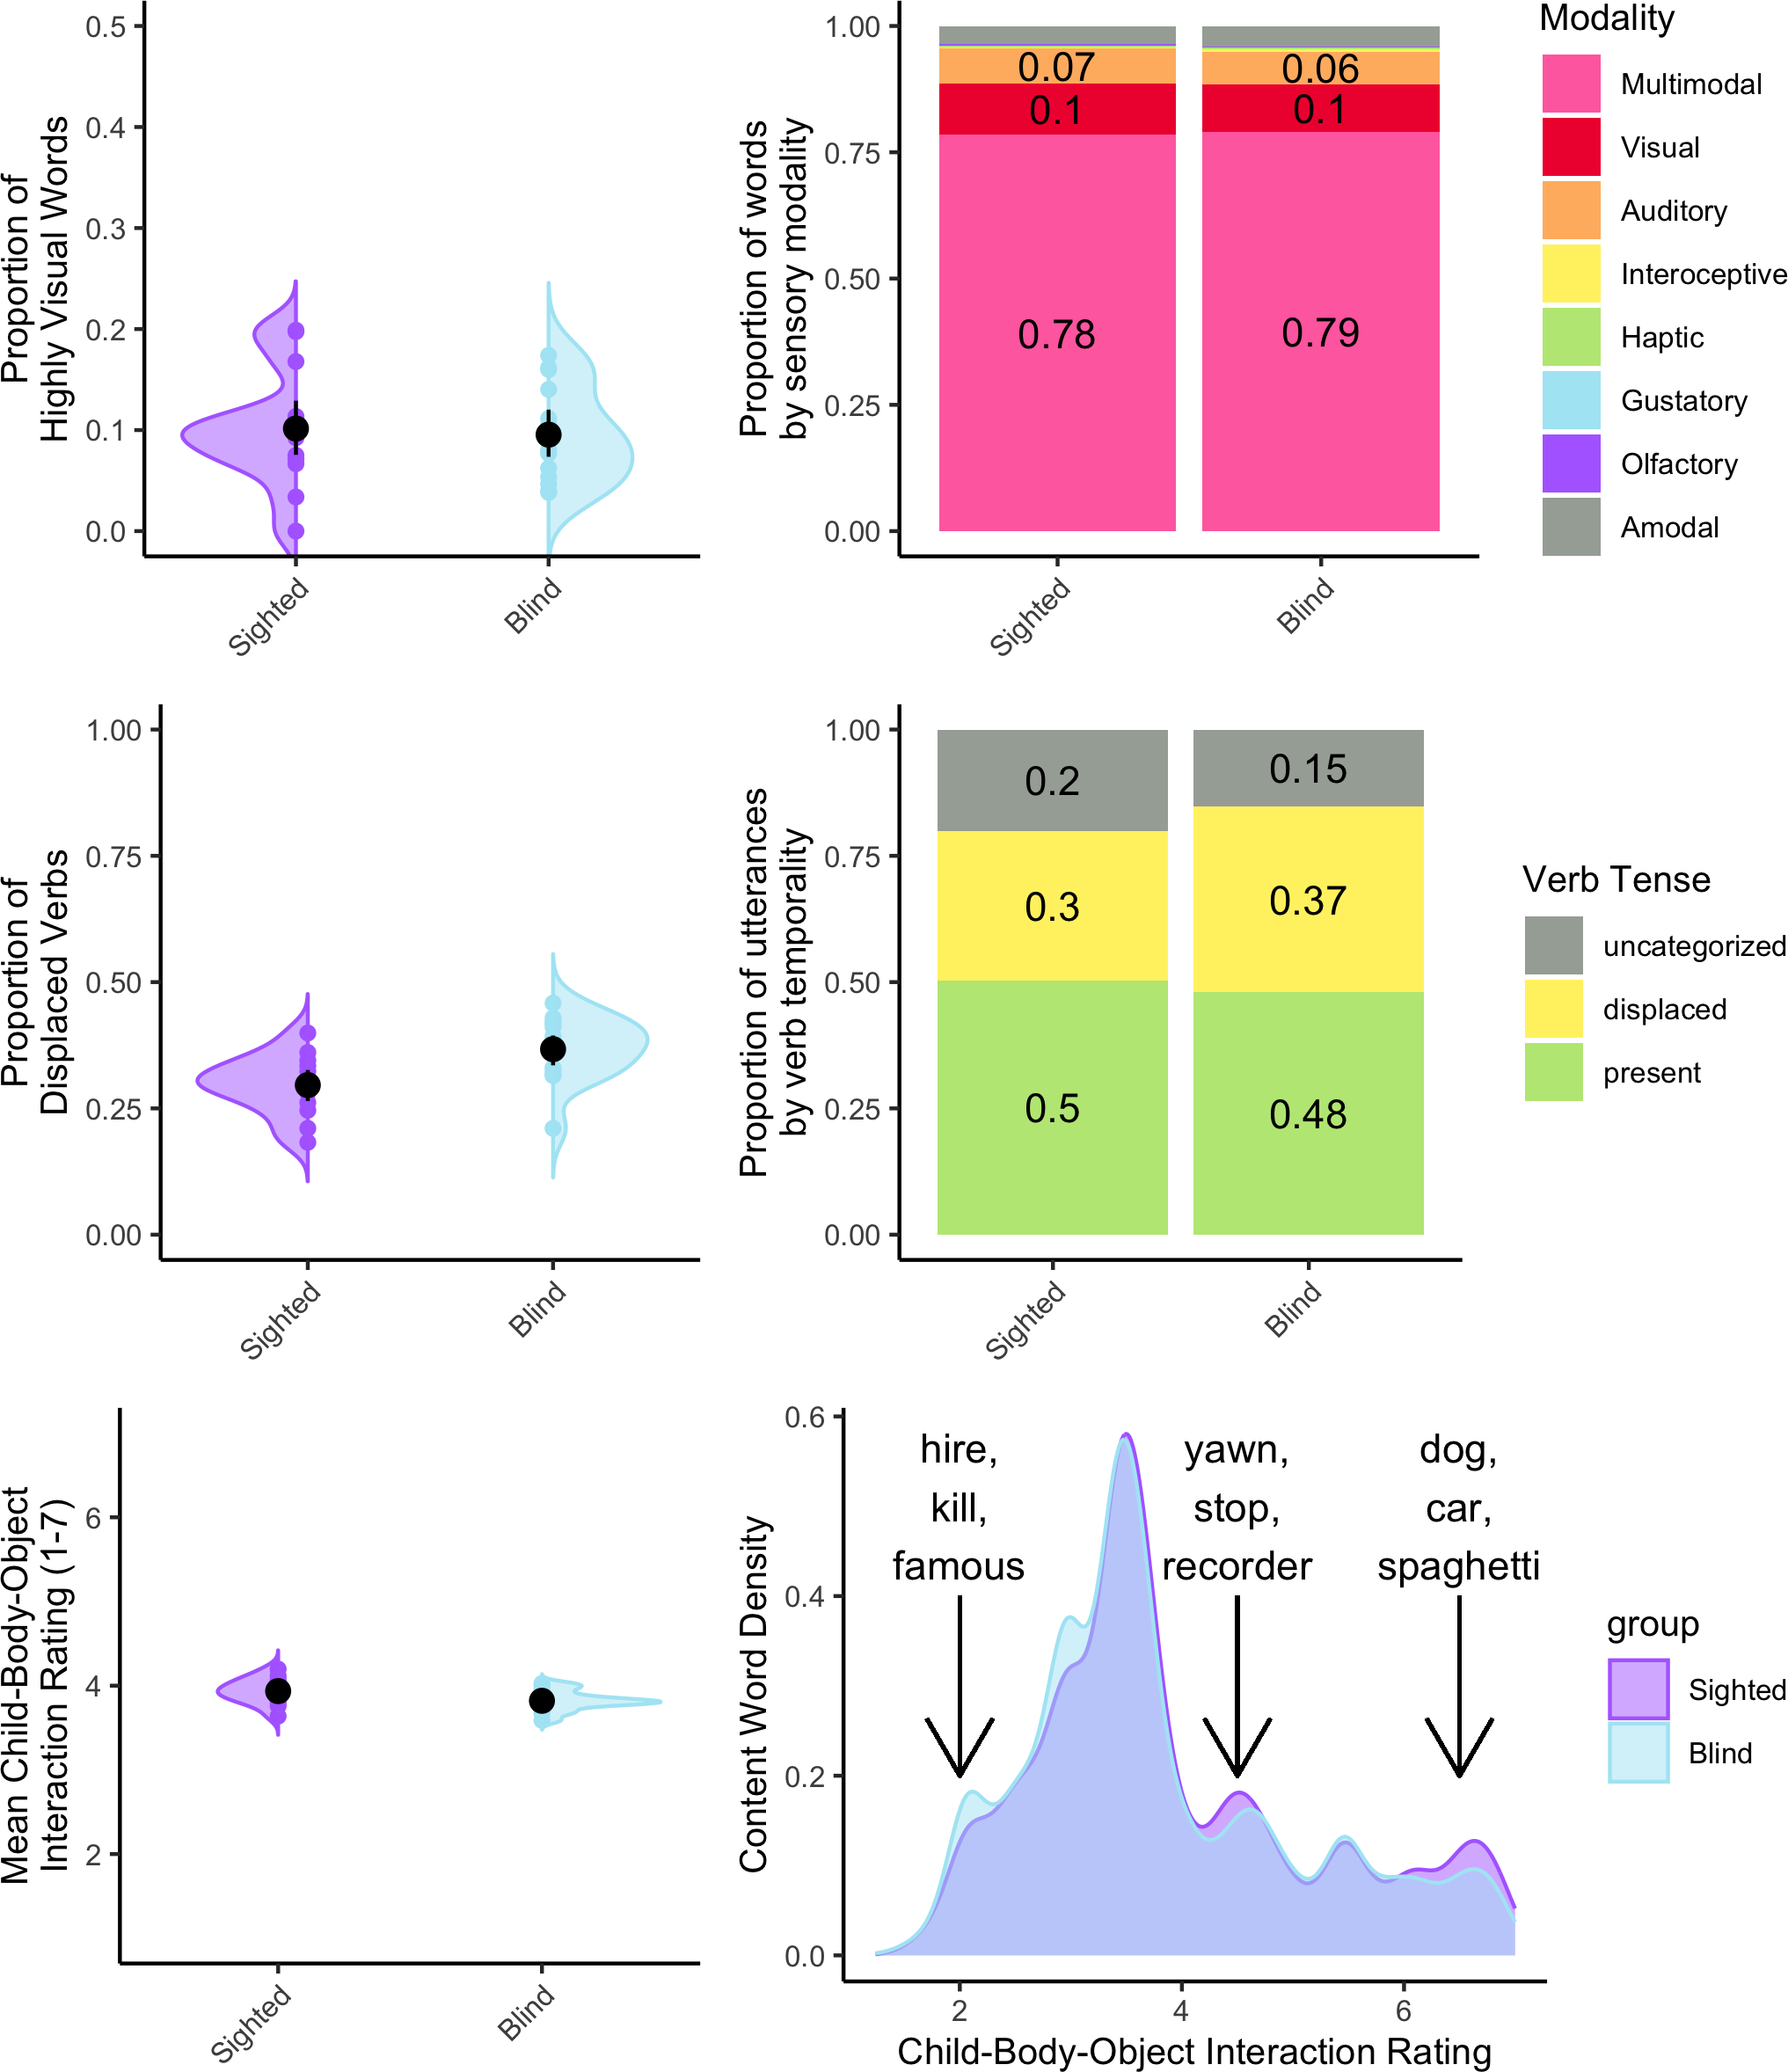 Proportion of
Highly Visual Words
0.5
0.4
0.3
0.2
0.1
0.0
Sighted
Blind
Proportion of words
by sensory modality
1.00
0.75
0.50
0.25
0.00
0.07
0.1
0.78
0.06
0.1
0.79
Sighted
Blind
Modality
Multimodal
Visual
Auditory
Interoceptive
Haptic
Gustatory
Olfactory
Amodal
Proportion of
Displaced Verbs
1.00
0.75
0.50
0.25
0.00
Sighted
Blind
Proportion of utterances
by verb temporality
1.00
0.75
0.50
0.25
0.00
0.2
0.3
0.5
0.15
0.37
0.48
Sighted
Blind
Verb Tense
uncategorized
displaced
present
Mean Child-Body-Object
Interaction Rating (1-7)
6
4
2
Sighted
Blind
Content Word Density
0.6
0.4
0.2
0.0
hire,
kill,
famous
yawn,
stop,
recorder
dog,
car,
spaghetti
2
4
6
Child-Body-Object Interaction Rating
group
Sighted
Blind